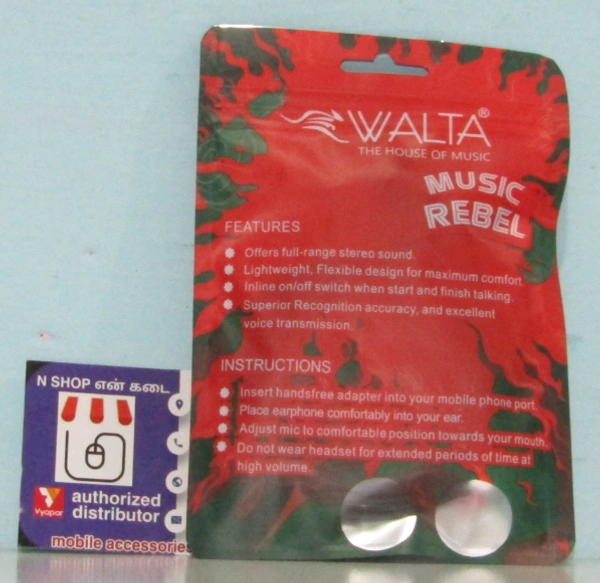 WALTA®
THE HOUSE OF MUSIC
MUSIC
REBEL
FEATURES
Offers full-range stereo sound.
Lightweight, Flexible design for maximum comfort.
Inline on/off switch when start and finish talking.
Superior Recognition accuracy, and excellent
voice transmission.
INSTRUCTIONS
Insert handsfree adapter into your mobile phone port.
Place earphone comfortably into your ear.
Adjust mic to comfortable position towards your mouth.
Do not wear headset for extended periods of time at
high volume.
N SHOP என் கடை
Vyapar
authorized
distributor
mobile accessories